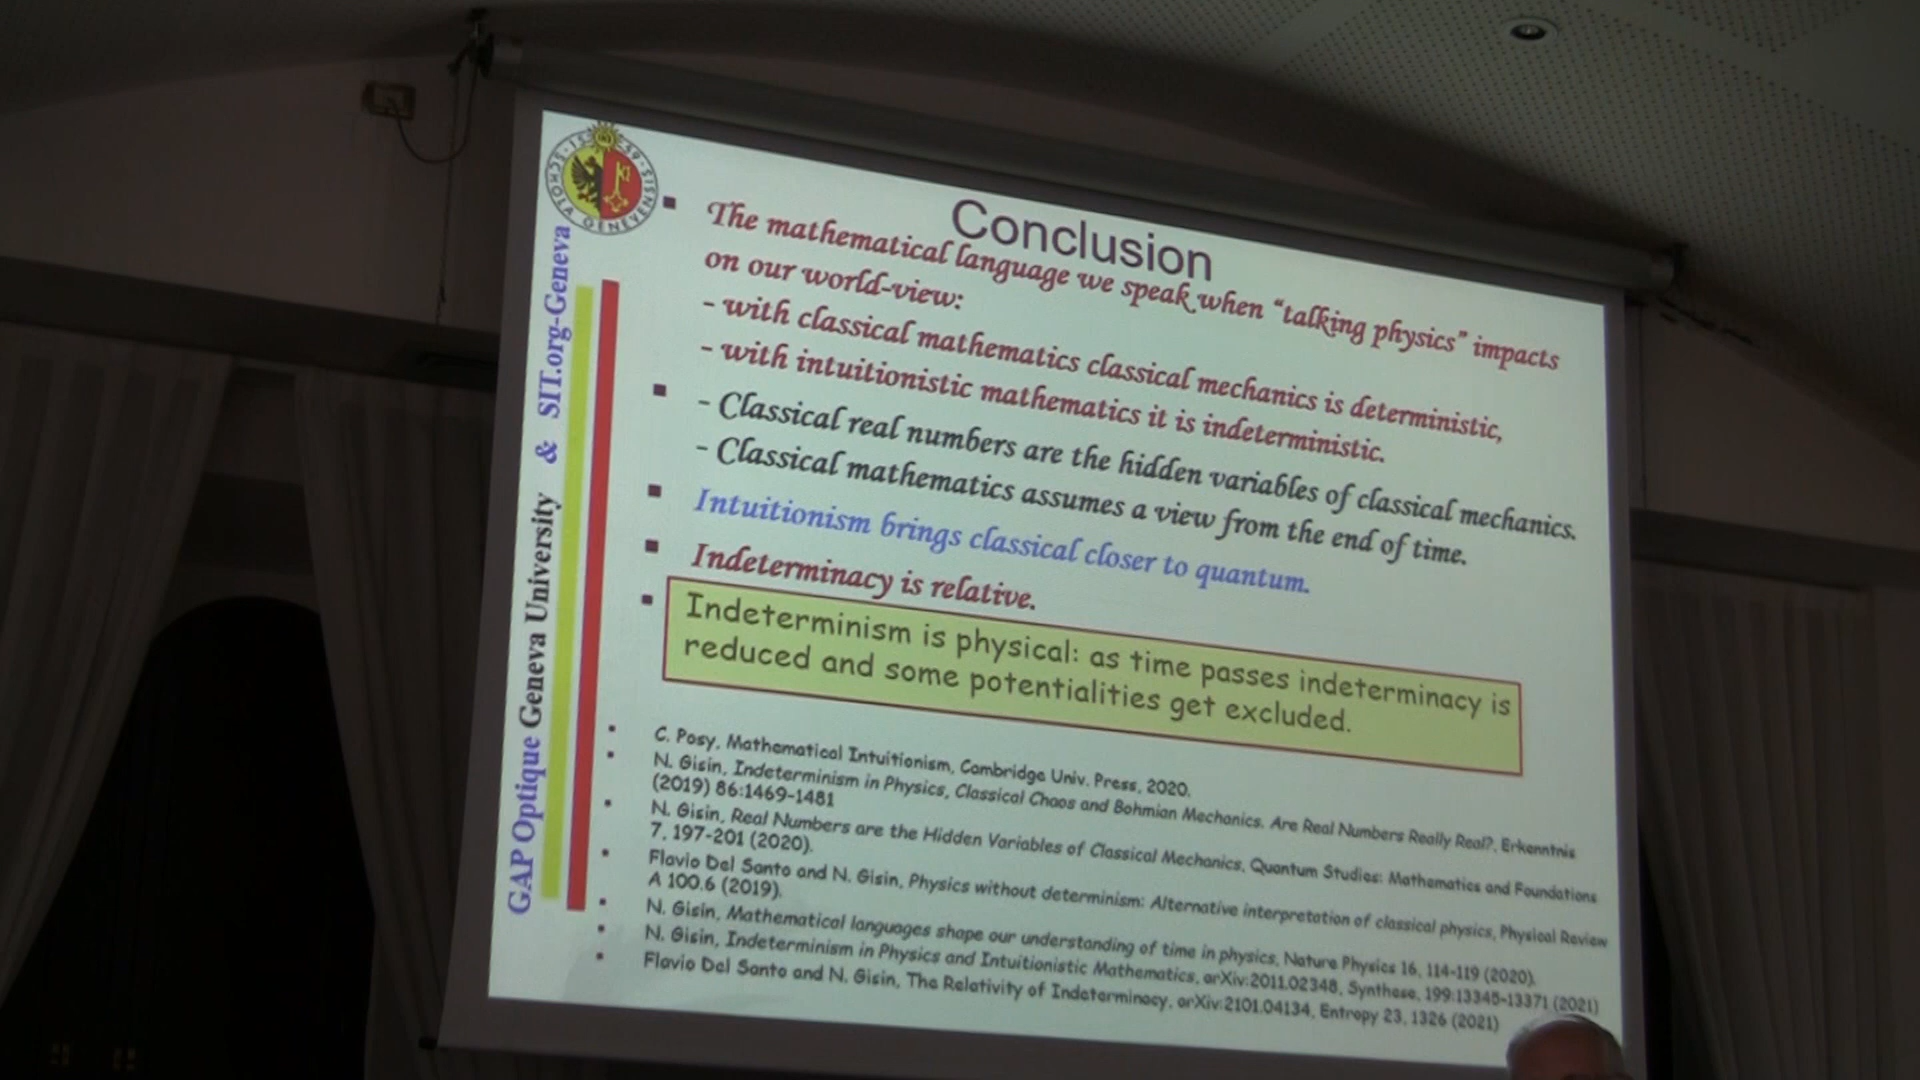 SCHOLA GENEVENSIS 1559
GAP Optique Geneva University & SIT.org-Geneva
Conclusion
▪ The mathematical language we speak when “talking physics” impacts
on our world-view:
- with classical mathematics classical mechanics is deterministic,
- with intuitionistic mathematics it is indeterministic.
▪ - Classical real numbers are the hidden variables of classical mechanics.
- Classical mathematics assumes a view from the end of time.
▪ Intuitionism brings classical closer to quantum.
▪ Indeterminacy is relative.
▪ Indeterminism is physical: as time passes indeterminacy is
reduced and some potentialities get excluded.
• C. Posy, Mathematical Intuitionism, Cambridge Univ. Press, 2020.
• N. Gisin, Indeterminism in Physics, Classical Chaos and Bohmian Mechanics. Are Real Numbers Really Real?, Erkenntnis
(2019) 86:1469-1481
• N. Gisin, Real Numbers are the Hidden Variables of Classical Mechanics, Quantum Studies: Mathematics and Foundations
7, 197-201 (2020).
• Flavio Del Santo and N. Gisin, Physics without determinism: Alternative interpretation of classical physics, Physical Review
A 100.6 (2019).
• N. Gisin, Mathematical languages shape our understanding of time in physics, Nature Physics 16, 114-119 (2020).
• N. Gisin, Indeterminism in Physics and Intuitionistic Mathematics, arXiv:2011.02348, Synthese, 199:13345-13371 (2021)
• Flavio Del Santo and N. Gisin, The Relativity of Indeterminacy, arXiv:2101.04134, Entropy 23, 1326 (2021)